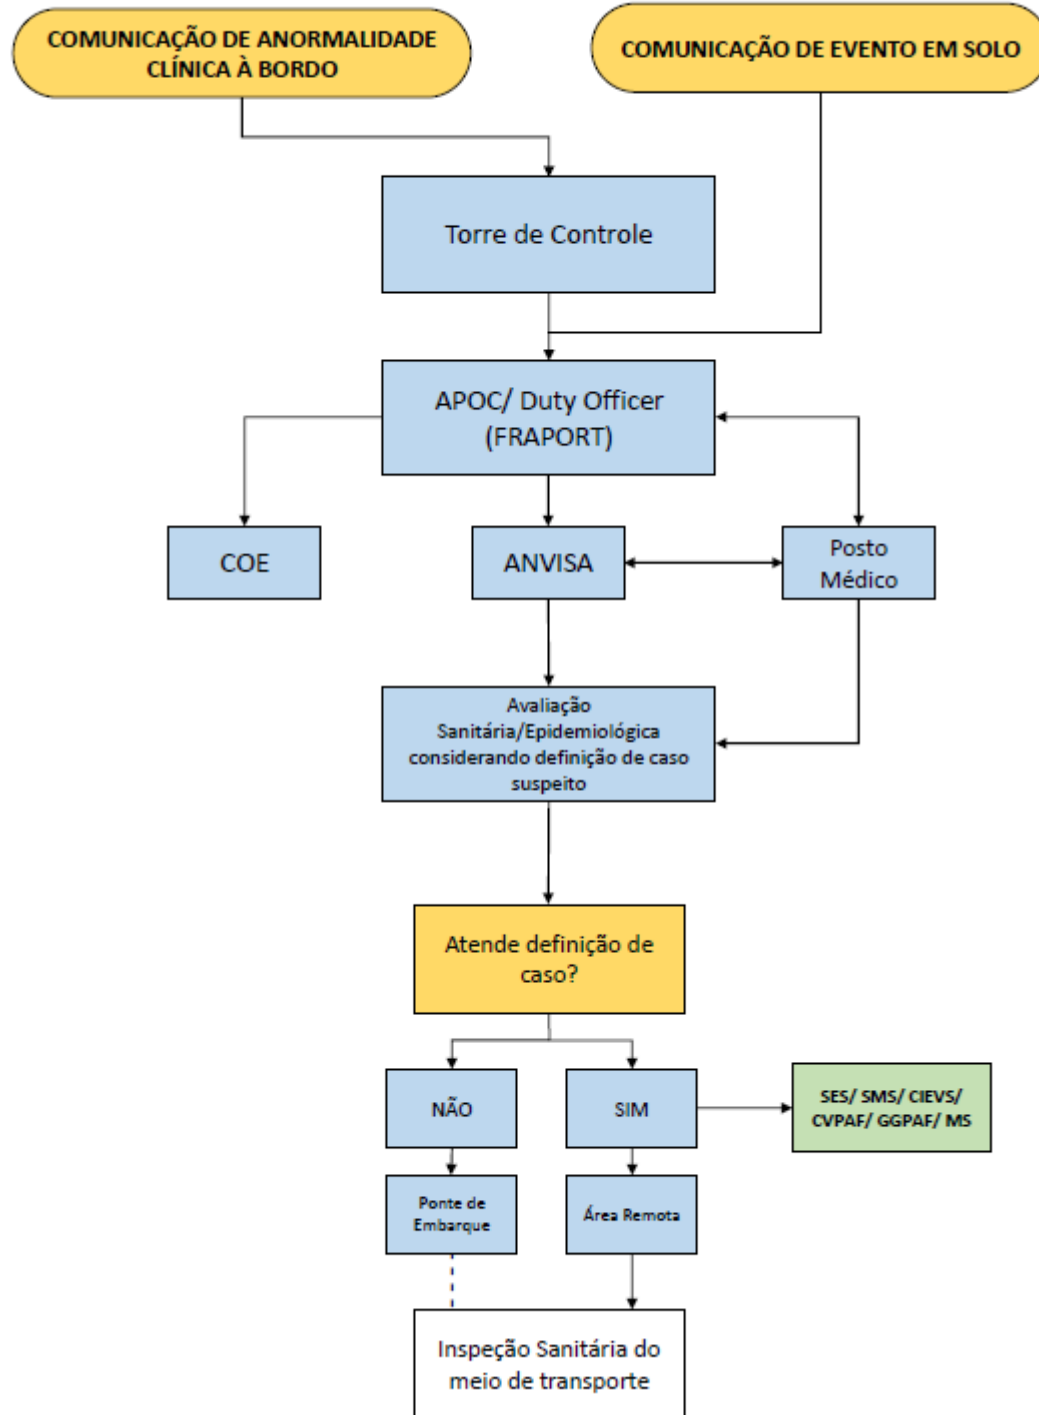 COMUNICAÇÃO DE ANORMALIDADE
CLÍNICA À BORDO
COMUNICAÇÃO DE EVENTO EM SOLO
Torre de Controle
APOC/ Duty Officer
(FRAPORT)
COE
ANVISA
Posto
Médico
Avaliação
Sanitária/Epidemiológica
considerando definição de caso
suspeito
Atende definição de
caso?
NÃO
SIM
SES/ SMS/ CIEVS/
CVPAF/ GGPAF/ MS
Ponte de
Embarque
Área Remota
Inspeção Sanitária do
meio de transporte